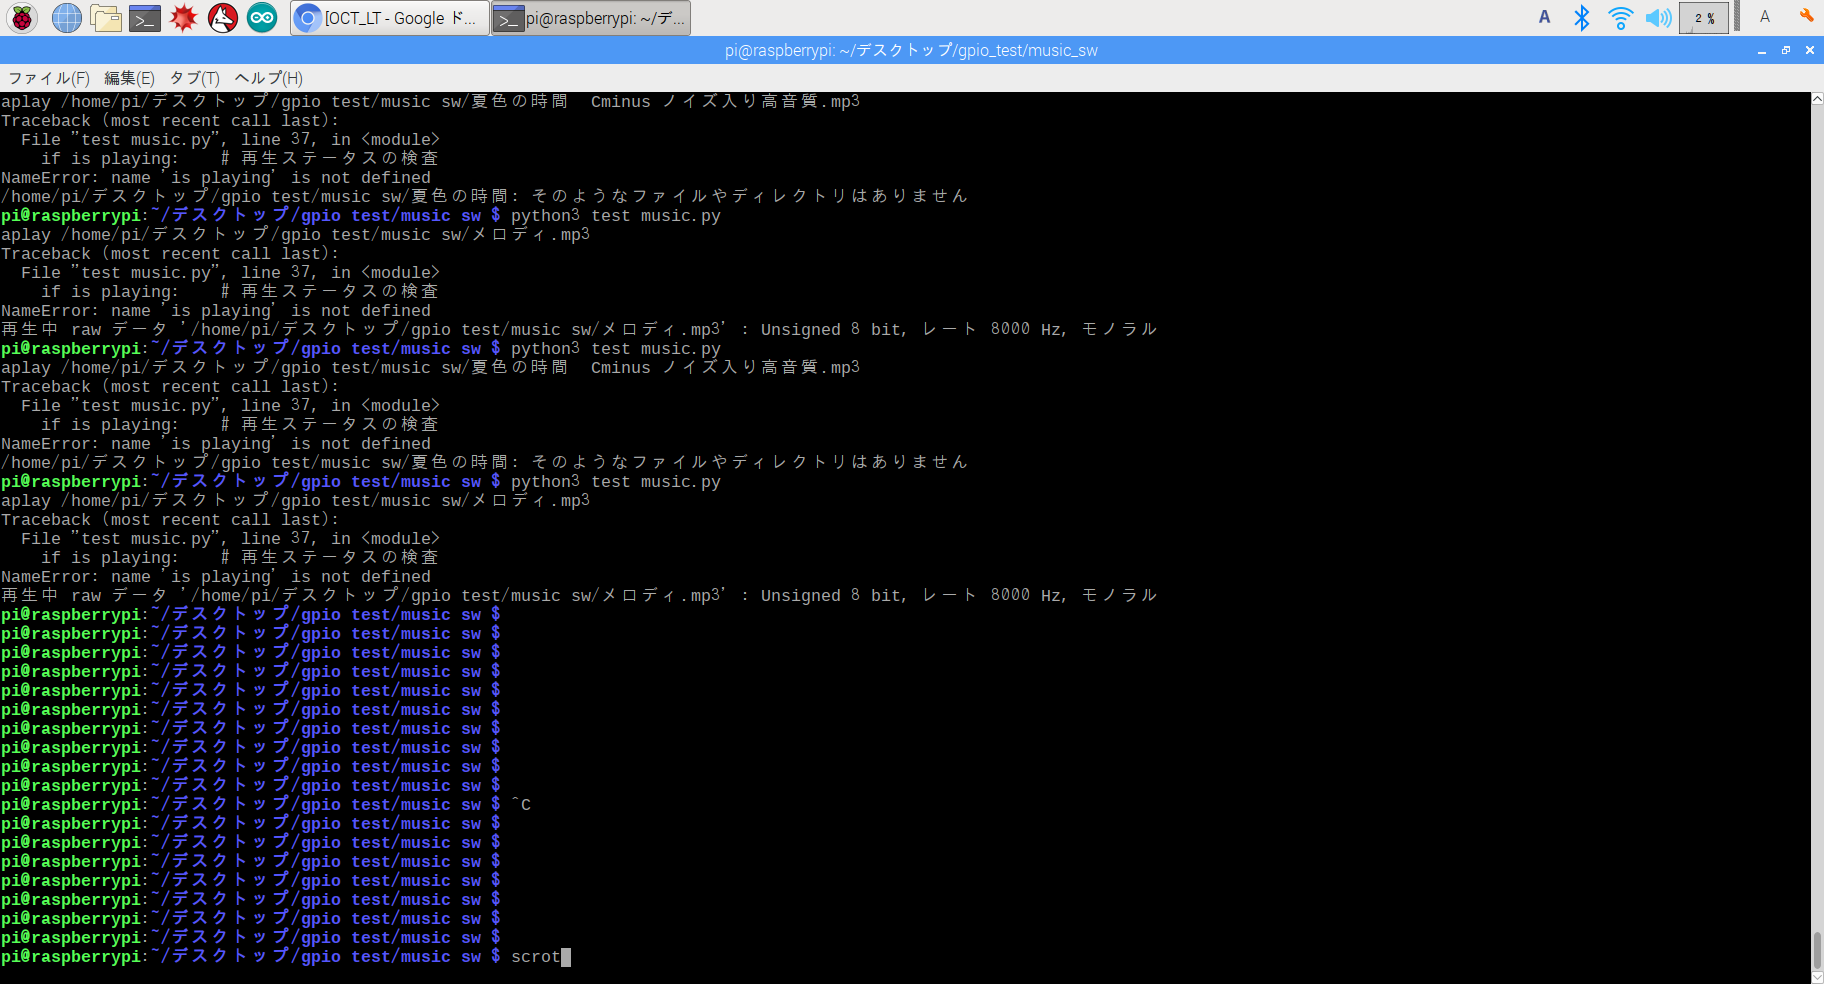 [OCT_LT - Google ド...
pi@raspberrypi: ~/デ...
A
2 %
A
pi@raspberrypi: ~/デスクトップ/gpio_test/music_sw
ファイル(F) 編集(E) タブ(T) ヘルプ(H)
aplay /home/pi/デスクトップ/gpio test/music sw/夏色の時間  Cminus ノイズ入り高音質.mp3
Traceback (most recent call last):
  File "test music.py", line 37, in <module>
    if is playing:    # 再生ステータスの検査
NameError: name 'is playing' is not defined
/home/pi/デスクトップ/gpio test/music sw/夏色の時間: そのようなファイルやディレクトリはありません
pi@raspberrypi:~/デスクトップ/gpio test/music sw $ python3 test music.py
aplay /home/pi/デスクトップ/gpio test/music sw/メロディ.mp3
Traceback (most recent call last):
  File "test music.py", line 37, in <module>
    if is playing:    # 再生ステータスの検査
NameError: name 'is playing' is not defined
再生中 raw データ '/home/pi/デスクトップ/gpio test/music sw/メロディ.mp3' : Unsigned 8 bit, レート 8000 Hz, モノラル
pi@raspberrypi:~/デスクトップ/gpio test/music sw $ python3 test music.py
aplay /home/pi/デスクトップ/gpio test/music sw/夏色の時間  Cminus ノイズ入り高音質.mp3
Traceback (most recent call last):
  File "test music.py", line 37, in <module>
    if is playing:    # 再生ステータスの検査
NameError: name 'is playing' is not defined
/home/pi/デスクトップ/gpio test/music sw/夏色の時間: そのようなファイルやディレクトリはありません
pi@raspberrypi:~/デスクトップ/gpio test/music sw $ python3 test music.py
aplay /home/pi/デスクトップ/gpio test/music sw/メロディ.mp3
Traceback (most recent call last):
  File "test music.py", line 37, in <module>
    if is playing:    # 再生ステータスの検査
NameError: name 'is playing' is not defined
再生中 raw データ '/home/pi/デスクトップ/gpio test/music sw/メロディ.mp3' : Unsigned 8 bit, レート 8000 Hz, モノラル
pi@raspberrypi:~/デスクトップ/gpio test/music sw $
pi@raspberrypi:~/デスクトップ/gpio test/music sw $
pi@raspberrypi:~/デスクトップ/gpio test/music sw $
pi@raspberrypi:~/デスクトップ/gpio test/music sw $
pi@raspberrypi:~/デスクトップ/gpio test/music sw $
pi@raspberrypi:~/デスクトップ/gpio test/music sw $
pi@raspberrypi:~/デスクトップ/gpio test/music sw $
pi@raspberrypi:~/デスクトップ/gpio test/music sw $
pi@raspberrypi:~/デスクトップ/gpio test/music sw $
pi@raspberrypi:~/デスクトップ/gpio test/music sw $
pi@raspberrypi:~/デスクトップ/gpio test/music sw $ ^C
pi@raspberrypi:~/デスクトップ/gpio test/music sw $
pi@raspberrypi:~/デスクトップ/gpio test/music sw $
pi@raspberrypi:~/デスクトップ/gpio test/music sw $
pi@raspberrypi:~/デスクトップ/gpio test/music sw $
pi@raspberrypi:~/デスクトップ/gpio test/music sw $
pi@raspberrypi:~/デスクトップ/gpio test/music sw $
pi@raspberrypi:~/デスクトップ/gpio test/music sw $
pi@raspberrypi:~/デスクトップ/gpio test/music sw $ scrot